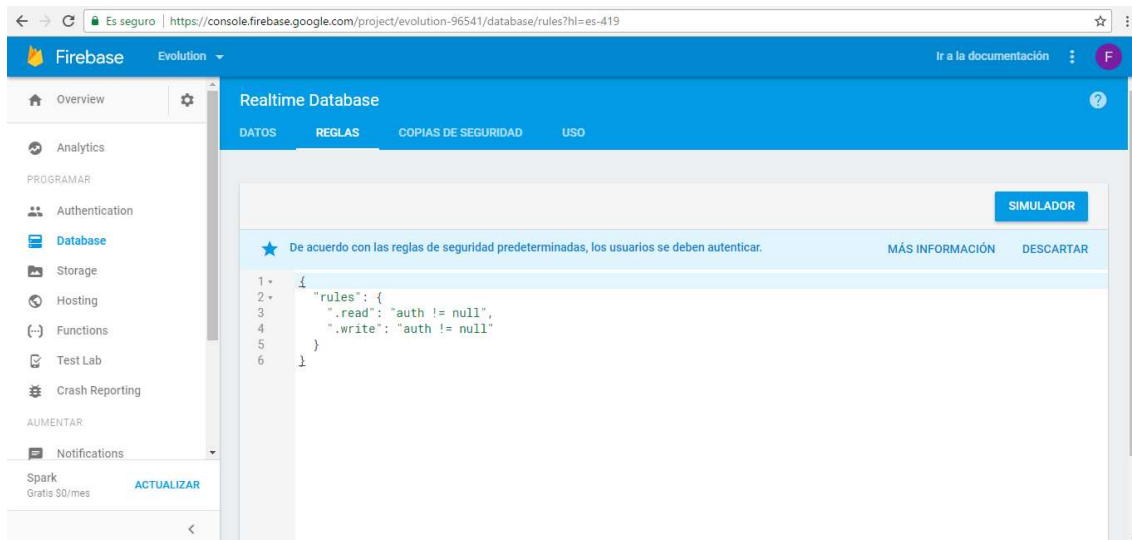 Es seguro | https://console.firebase.google.com/project/evolution-96541/database/rules?hl=es-419
Firebase Evolution Ir a la documentación F
Overview
Realtime Database ?
DATOS REGLAS COPIAS DE SEGURIDAD USO
Analytics
PROGRAMAR
Authentication
Database
Storage
Hosting
Functions
Test Lab
Crash Reporting
AUMENTAR
Notifications
Spark
Gratis $0/mes
ACTUALIZAR
SIMULADOR
De acuerdo con las reglas de seguridad predeterminadas, los usuarios se deben autenticar. MÁS INFORMACIÓN DESCARTAR
1 {
2 "rules": {
3 ".read": "auth != null",
4 ".write": "auth != null"
5 }
6 }